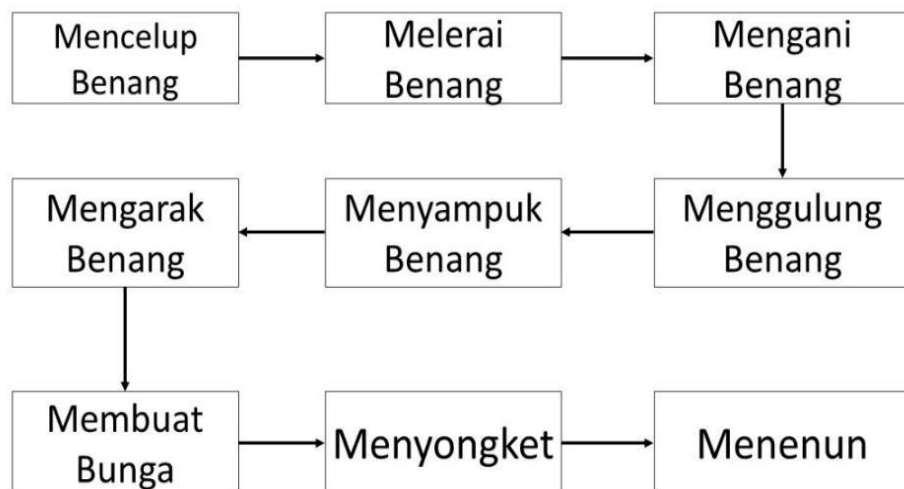 Mencelup
Benang
Melerai
Benang
Mengani
Benang
Menggulung
Benang
Menyampuk
Benang
Mengarak
Benang
Membuat
Bunga
Menyongket
Menenun